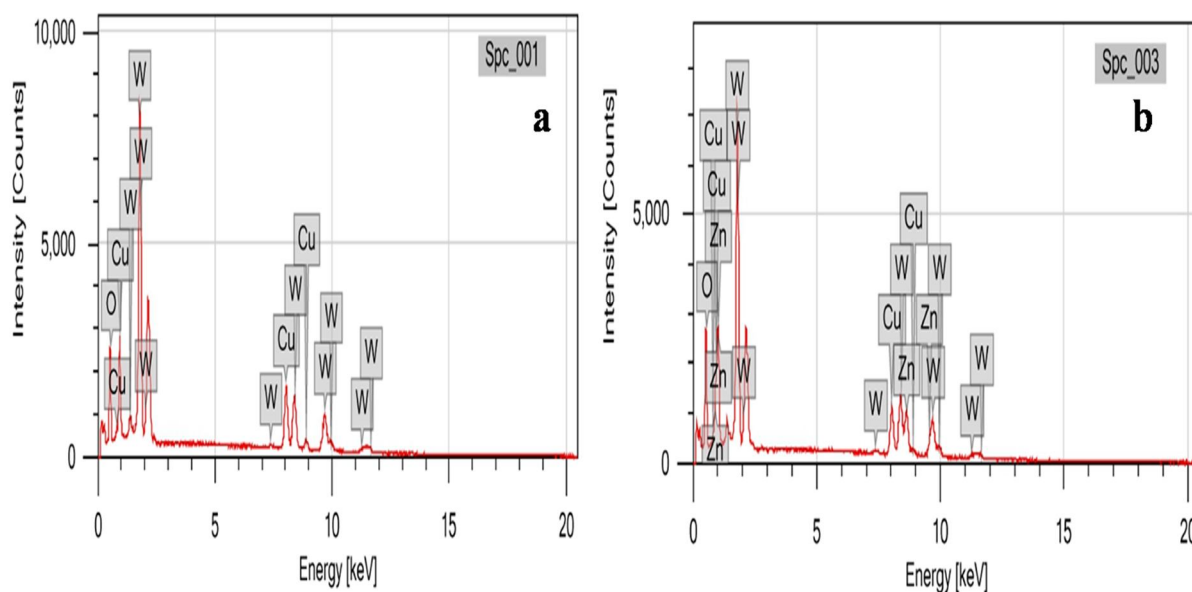 10,000
5,000
0
Intensity [Counts]
Spc_001
a
W
W
W
Cu
O
Cu
W
Cu
W
Cu
W
W
W
W
W
W
0
5
10
15
20
Energy [keV]
5,000
0
Intensity [Counts]
Spc_003
b
W
Cu
W
Cu
Zn
O
Zn
W
Zn
Cu
W
W
Cu
Zn
Zn
W
W
W
W
W
0
5
10
15
20
Energy [keV]